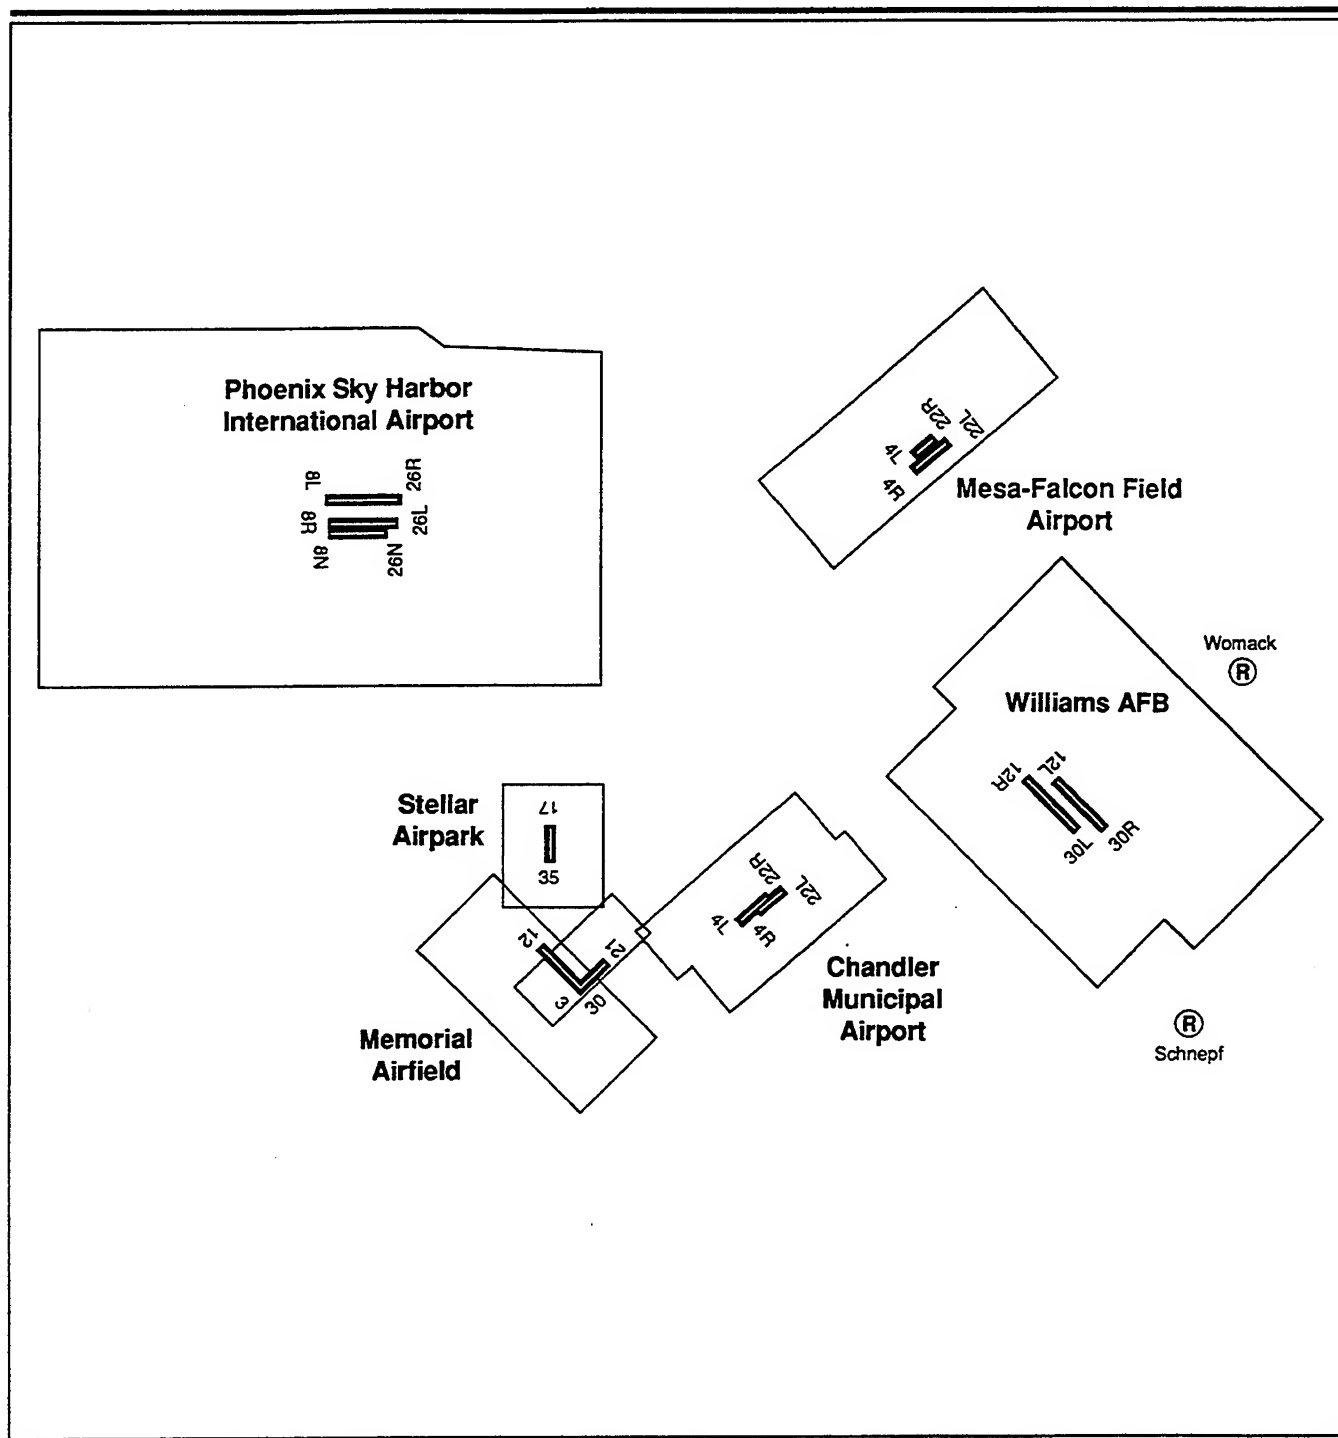 Phoenix Sky Harbor
International Airport
8L
26R
8R
26L
8N
26N
22R
22L
4L
4R
Mesa-Falcon Field
Airport
Womack
R
Williams AFB
12R
12L
30L
30R
Stellar
Airpark
17
35
22R
22L
4L
4R
12
21
3
30
Chandler
Municipal
Airport
Memorial
Airfield
R
Schnepf